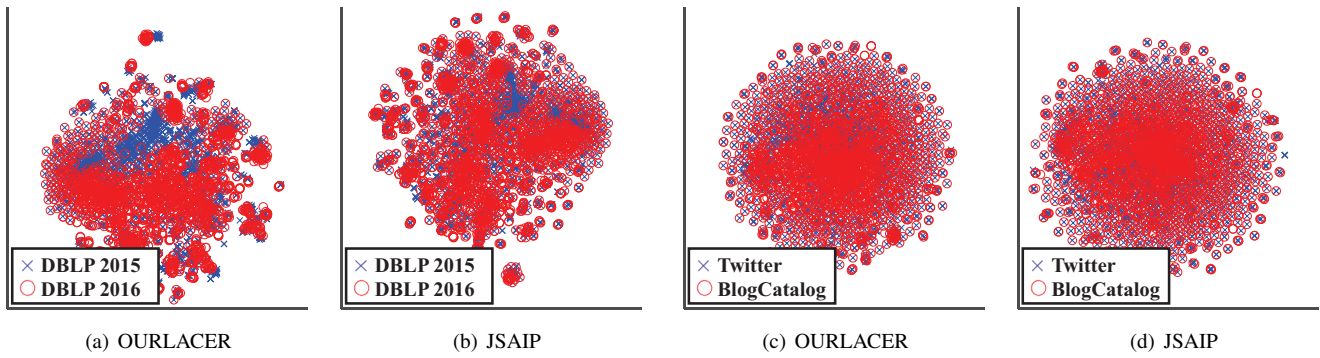 DBLP 2015
DBLP 2016
(a) OURLACER
DBLP 2015
DBLP 2016
(b) JSAIP
Twitter
BlogCatalog
(c) OURLACER
Twitter
BlogCatalog
(d) JSAIP